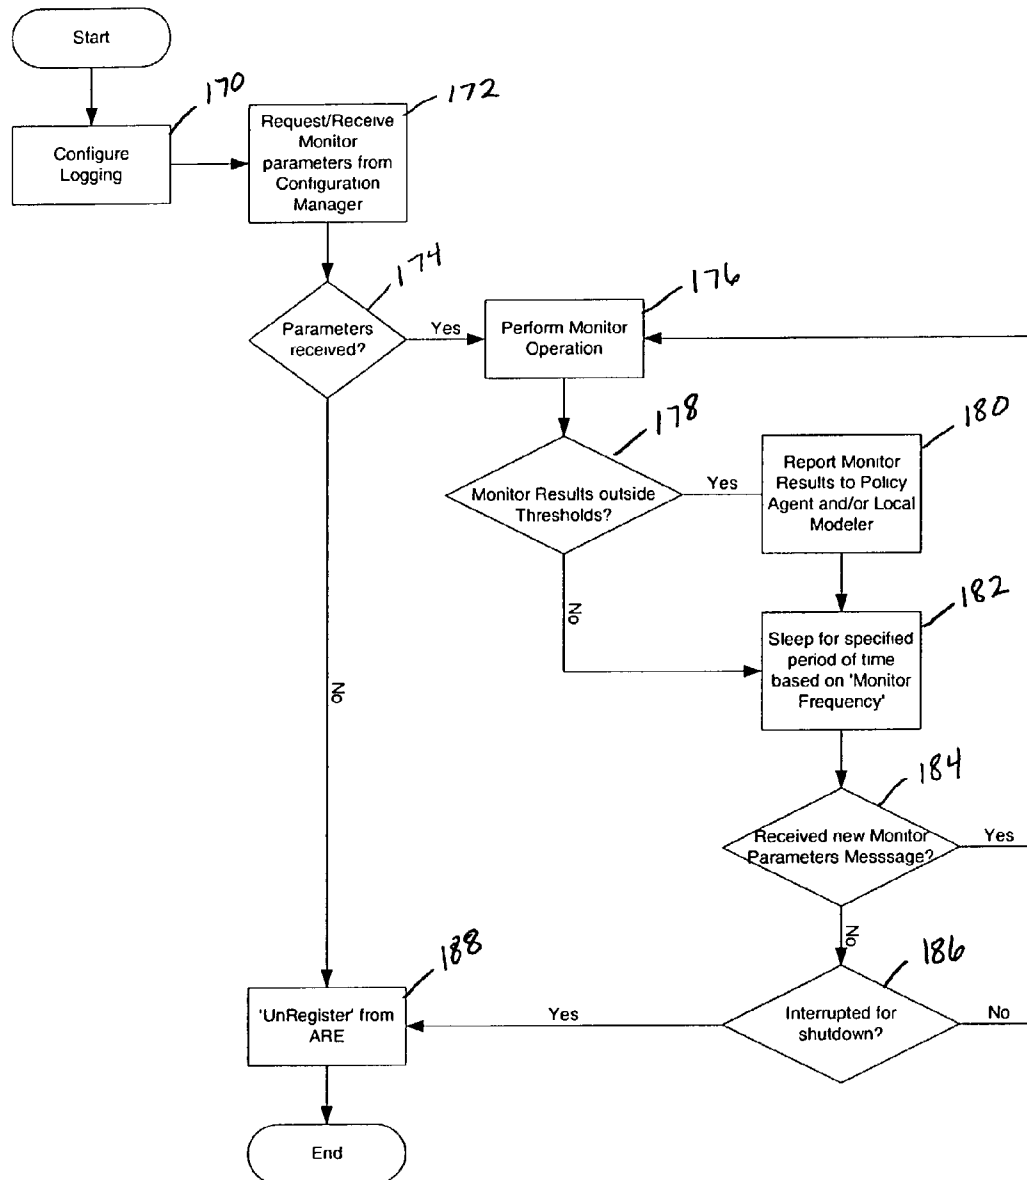 Start
170
Configure
Logging
172
Request/Receive
Monitor
parameters from
Configuration
Manager
174
Parameters
received?
Yes
176
Perform Monitor
Operation
178
Monitor Results outside
Thresholds?
Yes
180
Report Monitor
Results to Policy
Agent and/or Local
Modeler
No
182
Sleep for specified
period of time
based on 'Monitor
Frequency'
No
184
Received new Monitor
Parameters Messsage?
Yes
No
186
Interrupted for
shutdown?
No
Yes
188
'UnRegister' from
ARE
End